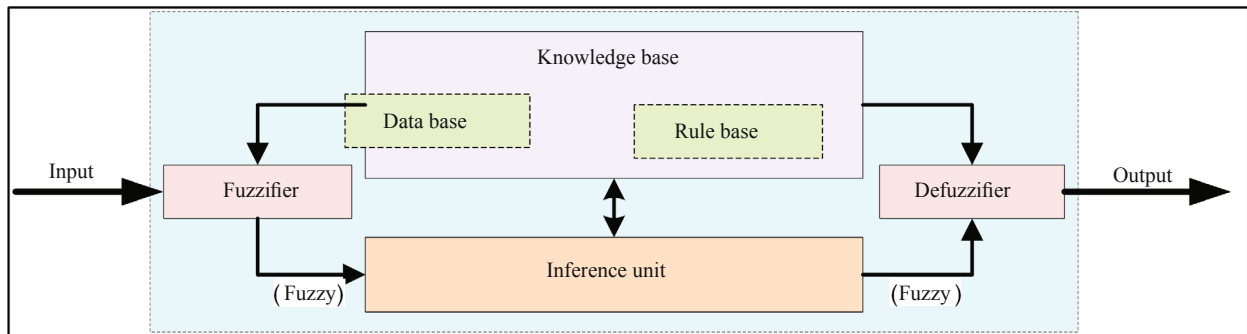 Knowledge base
Data base
Rule base
Input
Fuzzifier
Defuzzifier
Output
Inference unit
(Fuzzy)
(Fuzzy)